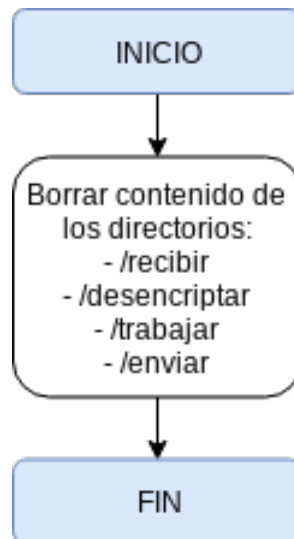 INICIO
Borrar contenido de
los directorios:
- /recibir
- /desencriptar
- /trabajar
- /enviar
FIN